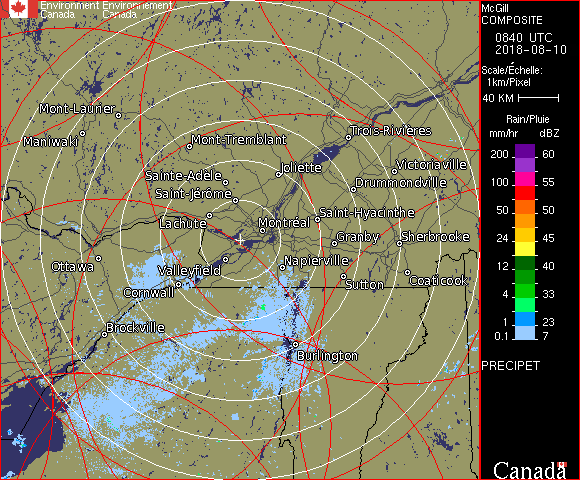 Environment Environnement
Canada Canada
McGill
COMPOSITE
0840 UTC
2018-08-10
Scale/Échelle:
1km/Pixel
40 KM
Rain/Pluie
mm/hr dBZ
200 60
55
100 55
50 50
24 45
12 40
4 33
1 23
0.1 7
PRECIPET
Mont-Laurier
Maniwaki
Mont-Tremblant
Trois-Rivières
Joliette
Victoriaville
Sainte-Adèle
Drummondville
Saint-Jérôme
Lachute
Saint-Hyacinthe
Montréal
Granby
Sherbrooke
Ottawa
Valleyfield
Napierville
Cornwall
Sutton
Coaticook
Brockville
Burlington
Canada